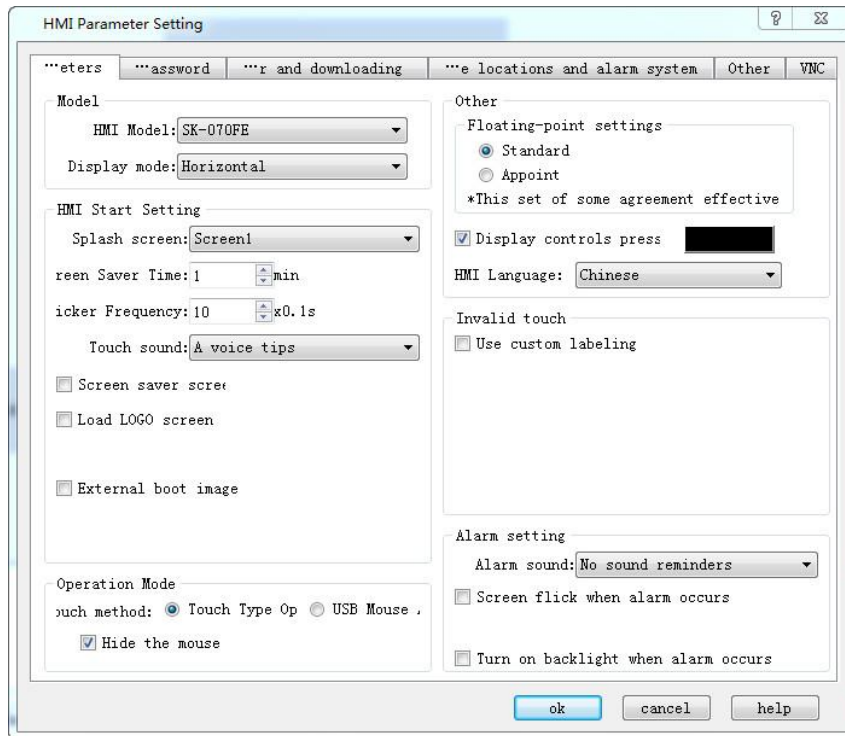 HMI Parameter Setting
…eters …assword …r and downloading …e locations and alarm system Other VNC
Model
HMI Model: SK-070FE
Display mode: Horizontal
HMI Start Setting
Splash screen: Screen1
reen Saver Time: 1 min
icker Frequency: 10 x0.1s
Touch sound: A voice tips
Screen saver scree
Load LOGO screen
External boot image
Operation Mode
ouch method: Touch Type Op USB Mouse
Hide the mouse
Other
Floating-point settings
Standard
Appoint
*This set of some agreement effective
Display controls press
HMI Language: Chinese
Invalid touch
Use custom labeling
Alarm setting
Alarm sound: No sound reminders
Screen flick when alarm occurs
Turn on backlight when alarm occurs
ok cancel help